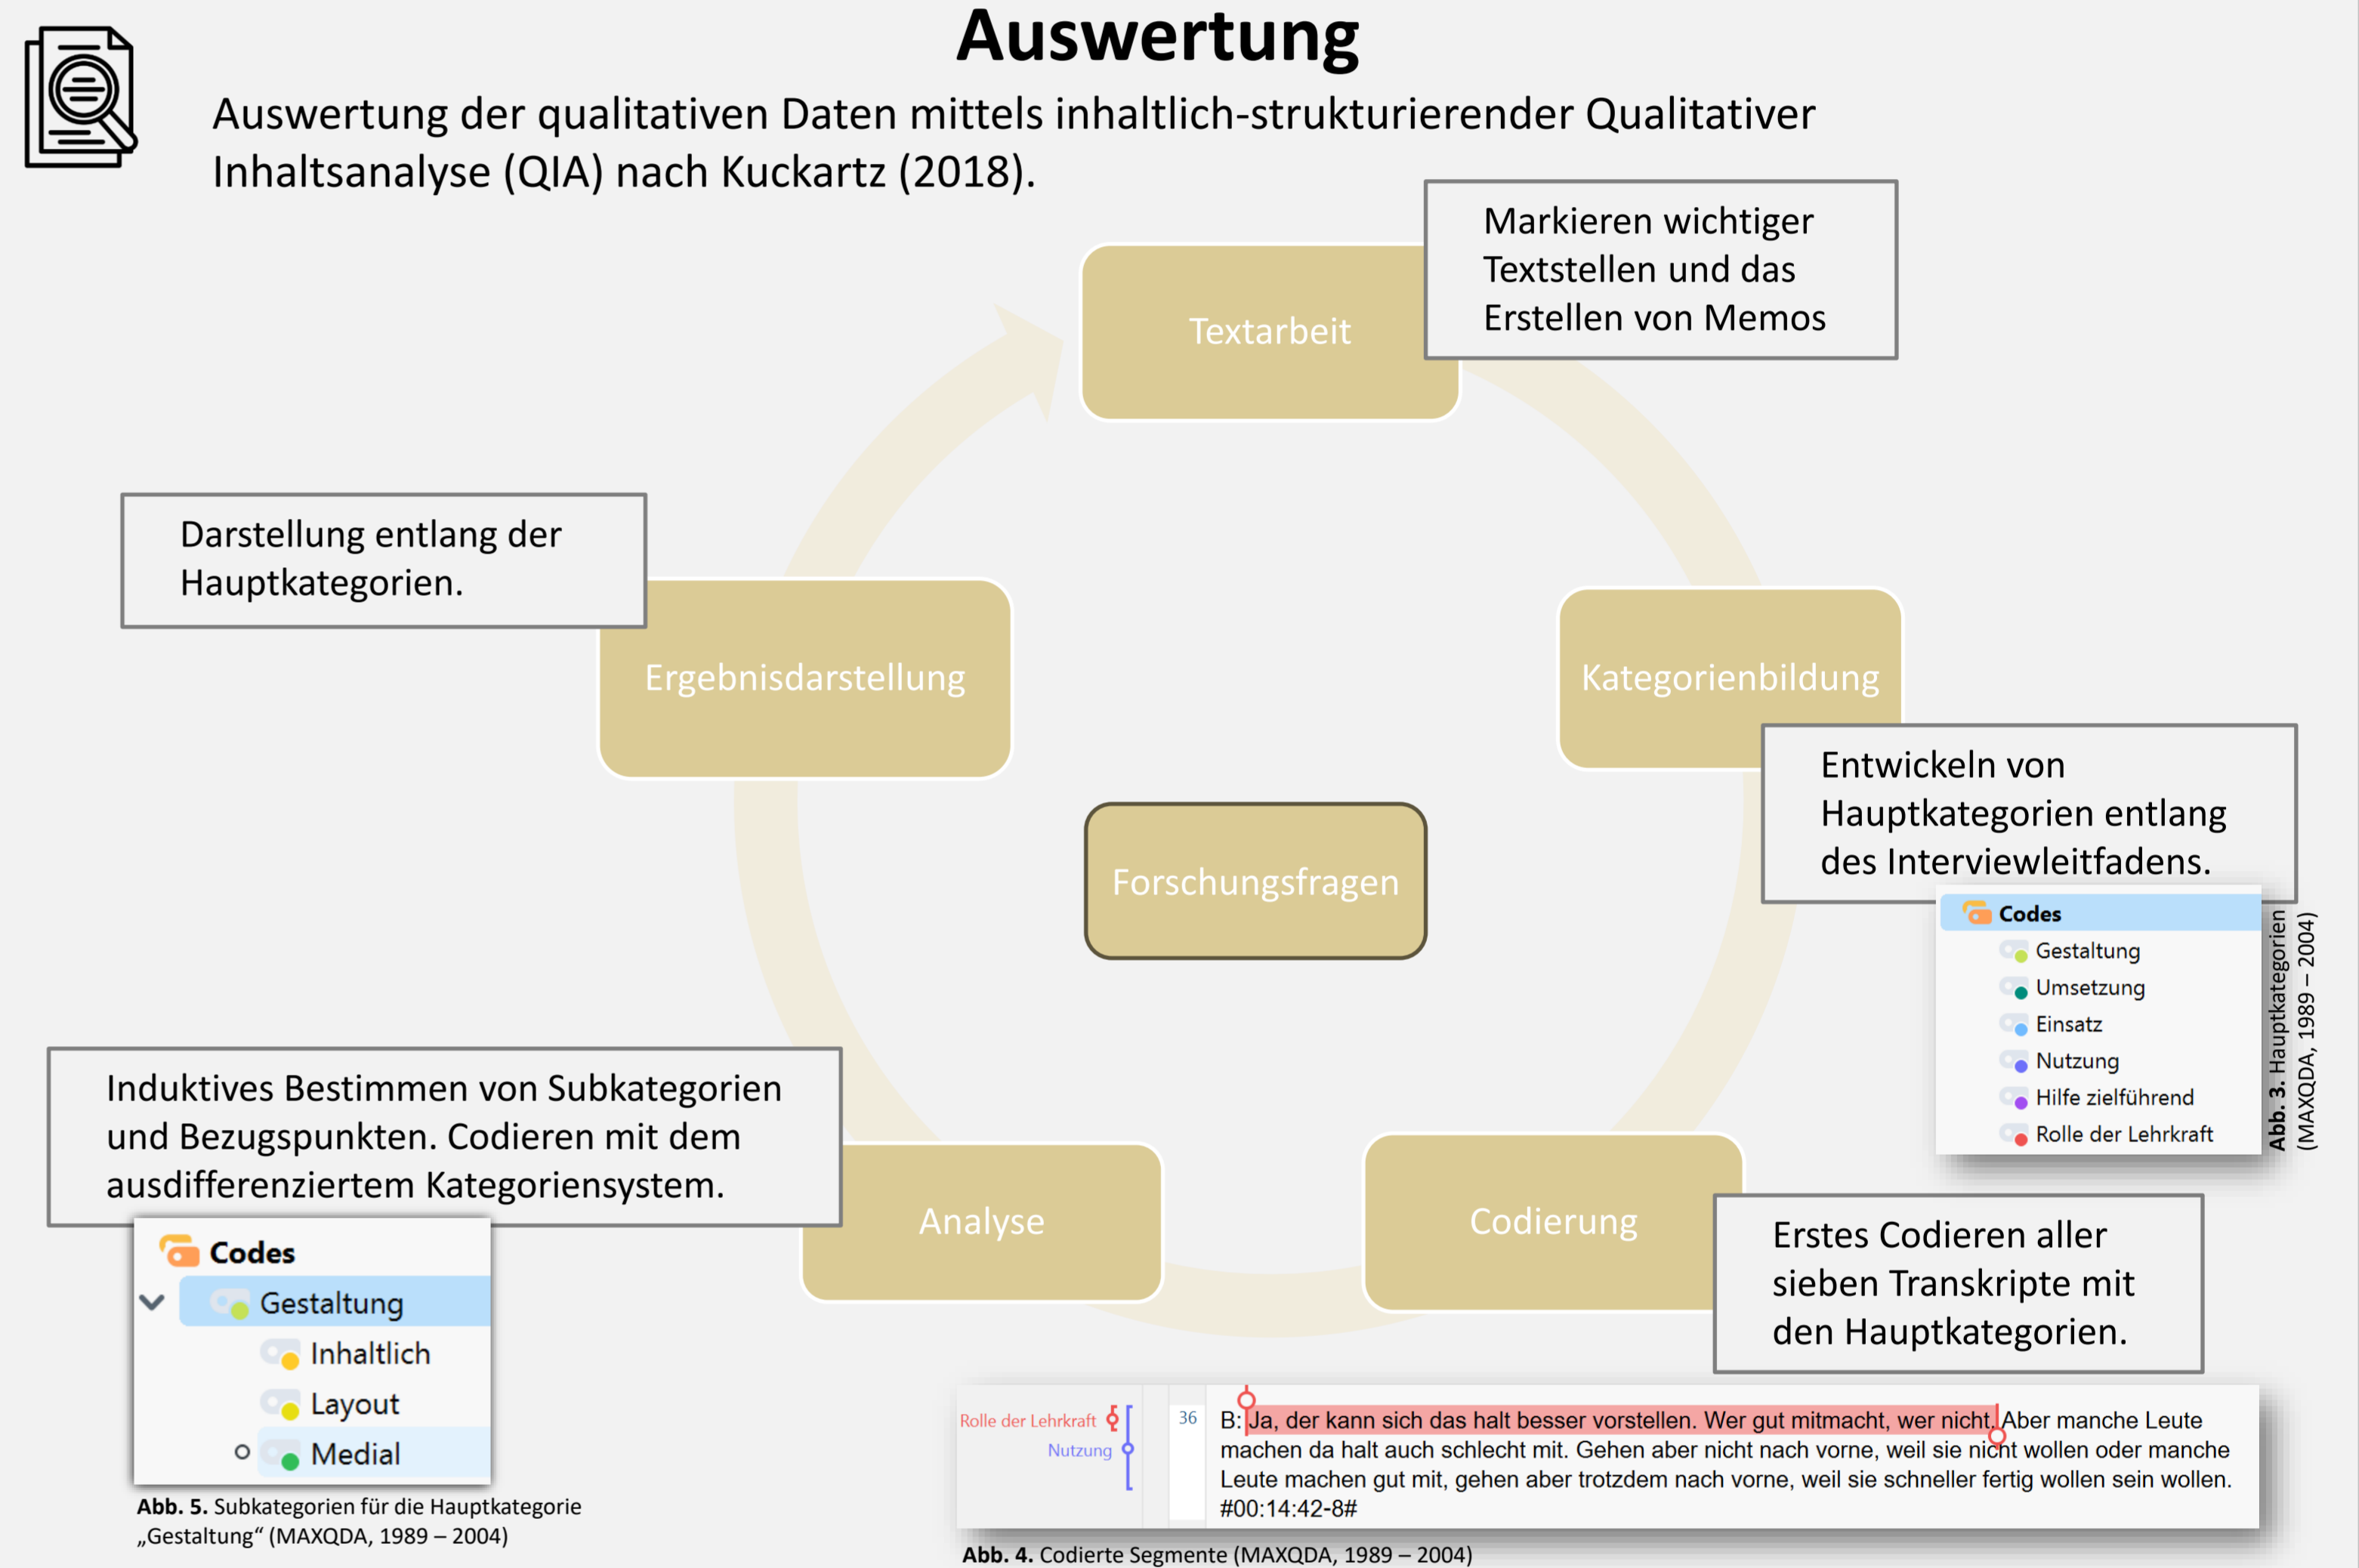 Auswertung
Auswertung der qualitativen Daten mittels inhaltlich-strukturierender Qualitativer
Inhaltsanalyse (QIA) nach Kuckartz (2018).
Textarbeit
Markieren wichtiger
Textstellen und das
Erstellen von Memos
Kategorienbildung
Entwickeln von
Hauptkategorien entlang
des Interviewleitfadens.
Codes
Gestaltung
Umsetzung
Einsatz
Nutzung
Hilfe zielführend
Rolle der Lehrkraft
Abb. 3. Hauptkategorien
(MAXQDA, 1989 – 2004)
Codierung
Erstes Codieren aller
sieben Transkripte mit
den Hauptkategorien.
Rolle der Lehrkraft
Nutzung
36
B: Ja, der kann sich das halt besser vorstellen. Wer gut mitmacht, wer nicht. Aber manche Leute
machen da halt auch schlecht mit. Gehen aber nicht nach vorne, weil sie nicht wollen oder manche
Leute machen gut mit, gehen aber trotzdem nach vorne, weil sie schneller fertig wollen sein wollen.
#00:14:42-8#
Abb. 4. Codierte Segmente (MAXQDA, 1989 – 2004)
Analyse
Induktives Bestimmen von Subkategorien
und Bezugspunkten. Codieren mit dem
ausdifferenziertem Kategoriensystem.
Codes
Gestaltung
Inhaltlich
Layout
Medial
Abb. 5. Subkategorien für die Hauptkategorie
„Gestaltung“ (MAXQDA, 1989 – 2004)
Ergebnisdarstellung
Darstellung entlang der
Hauptkategorien.
Forschungsfragen